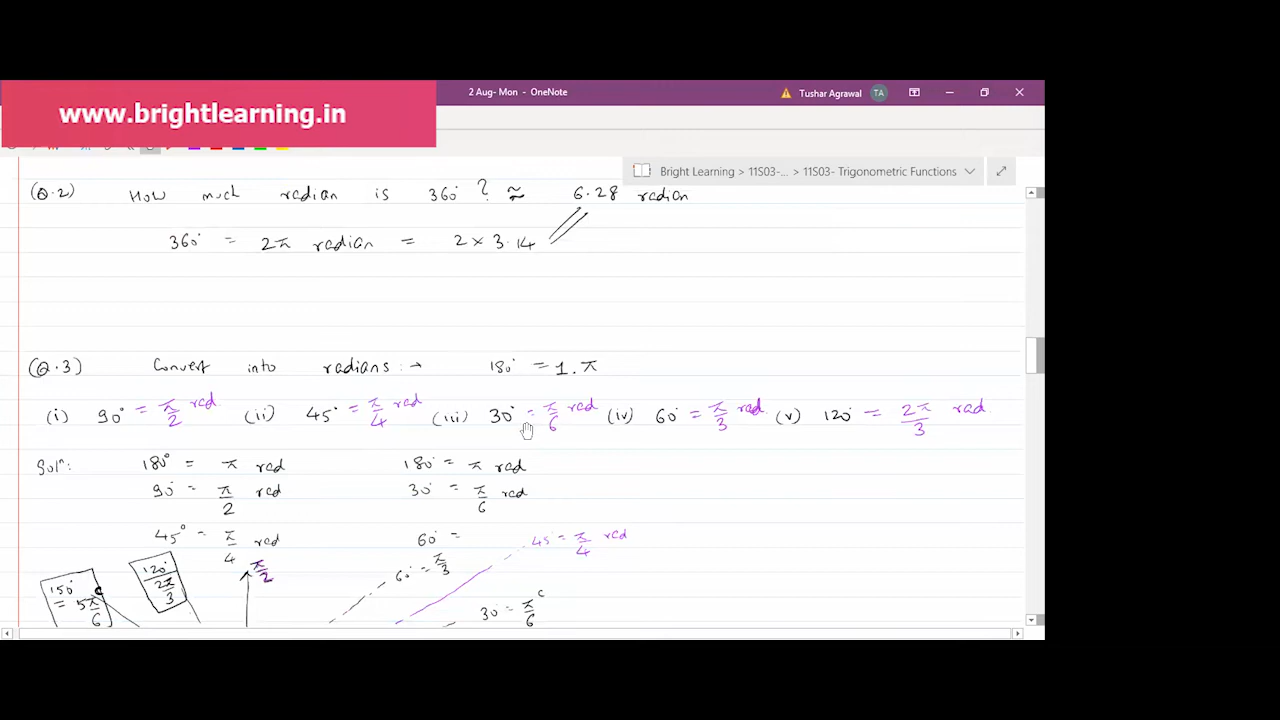 2 Aug- Mon - OneNote
Tushar Agrawal TA
www.brightlearning.in
Bright Learning > 11S03-... > 11S03- Trigonometric Functions
(Q.2) How much radian is 360° ? ≈ 6.28 radian
360° = 2π radian = 2 × 3.14
(Q.3) Convert into radians :→ 180° = 1.π
(i) 90° = π/2 rad (ii) 45° = π/4 rad (iii) 30° = π/6 rad (iv) 60° = π/3 rad (v) 120° = 2π/3 rad
Solⁿ: 180° = π rad 180° = π rad
90° = π/2 rad 30° = π/6 rad
45° = π/4 rad 60° = 45° = π/4 rad
120° 2π/3 π/2 60° = π/3
150° = 5π/6 30° = π/6 c